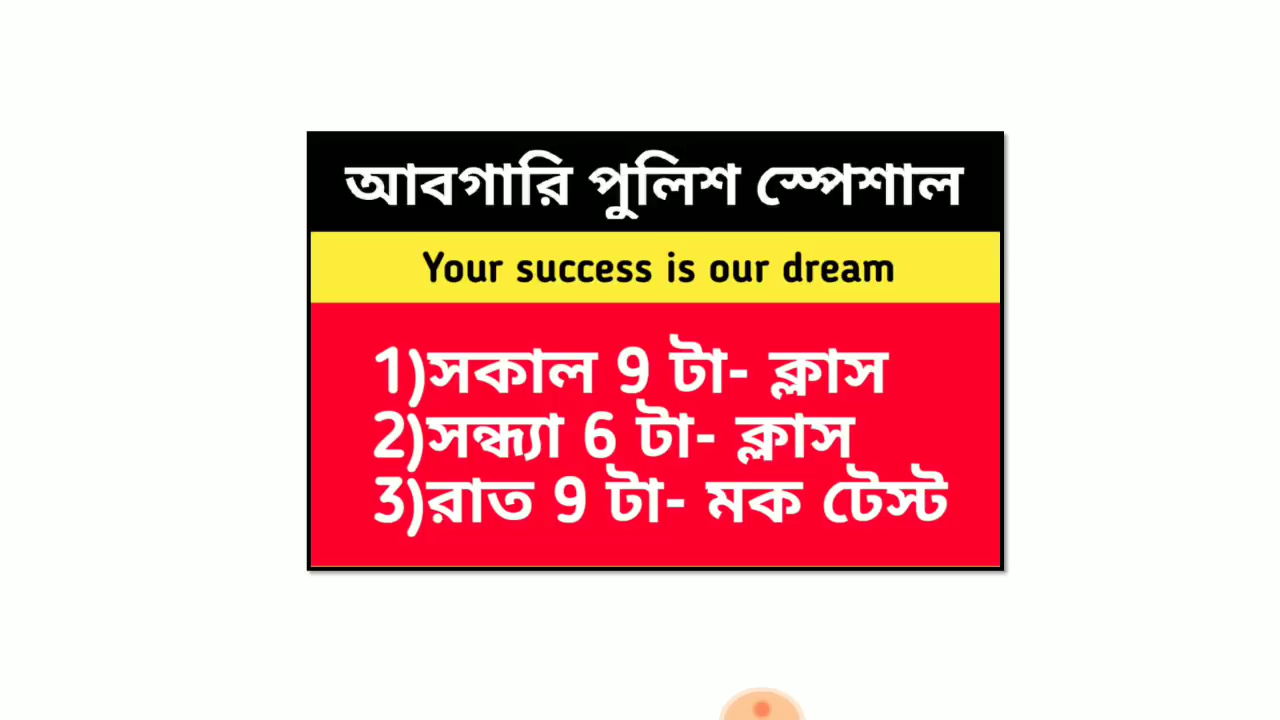 আবগারি পুলিশ স্পেশাল
Your success is our dream
1)সকাল 9 টা- ক্লাস
2)সন্ধ্যা 6 টা- ক্লাস
3)রাত 9 টা- মক টেস্ট